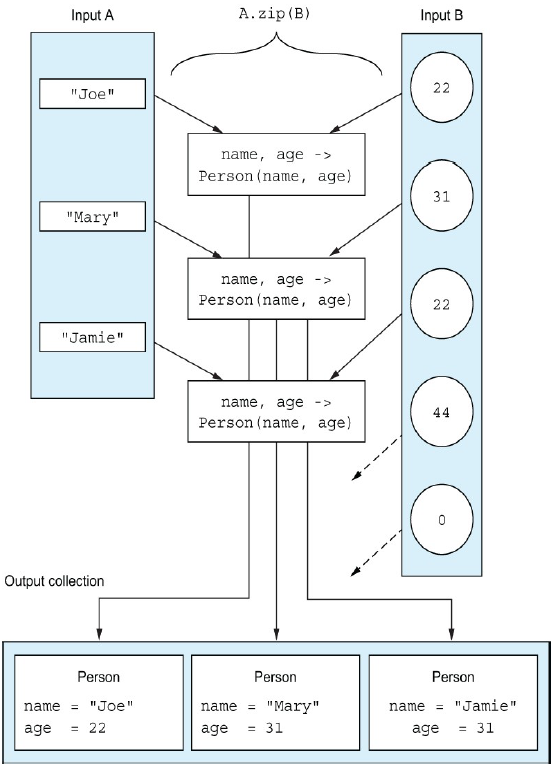 Input A
A.zip(B)
Input B
"Joe"
22
name, age ->
Person(name, age)
31
"Mary"
name, age ->
Person(name, age)
22
"Jamie"
name, age ->
Person(name, age)
44
0
Output collection
Person
name = "Joe"
age = 22
Person
name = "Mary"
age = 31
Person
name = "Jamie"
age = 31